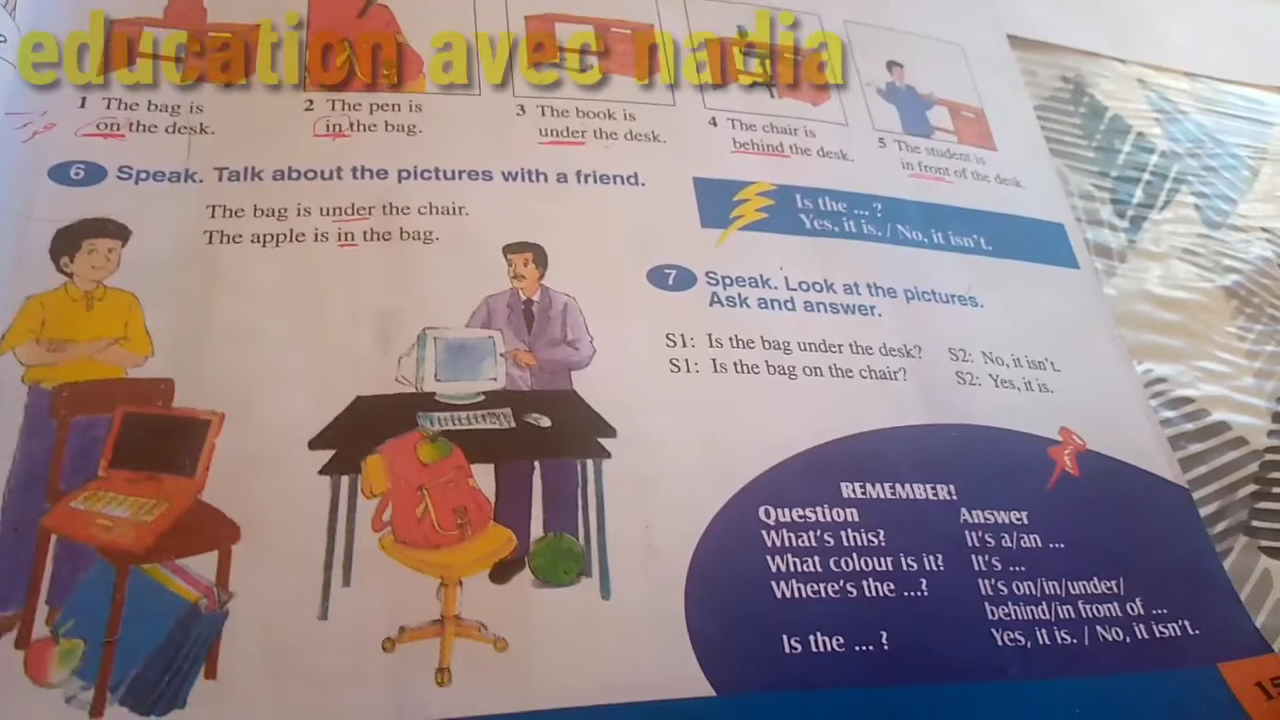 education avec nadia
1 The bag is
on the desk.
2 The pen is
in the bag.
3 The book is
under the desk.
4 The chair is
behind the desk.
5 The student is
in front of the desk.
6 Speak. Talk about the pictures with a friend.
The bag is under the chair.
The apple is in the bag.
Is the ...?
Yes, it is. / No, it isn't.
7 Speak. Look at the pictures.
Ask and answer.
S1: Is the bag under the desk? S2: No, it isn't.
S1: Is the bag on the chair? S2: Yes, it is.
REMEMBER!
Question Answer
What's this? It's a/an ...
What colour is it? It's ...
Where's the ...? It's on/in/under/
behind/in front of ...
Is the ... ? Yes, it is. / No, it isn't.